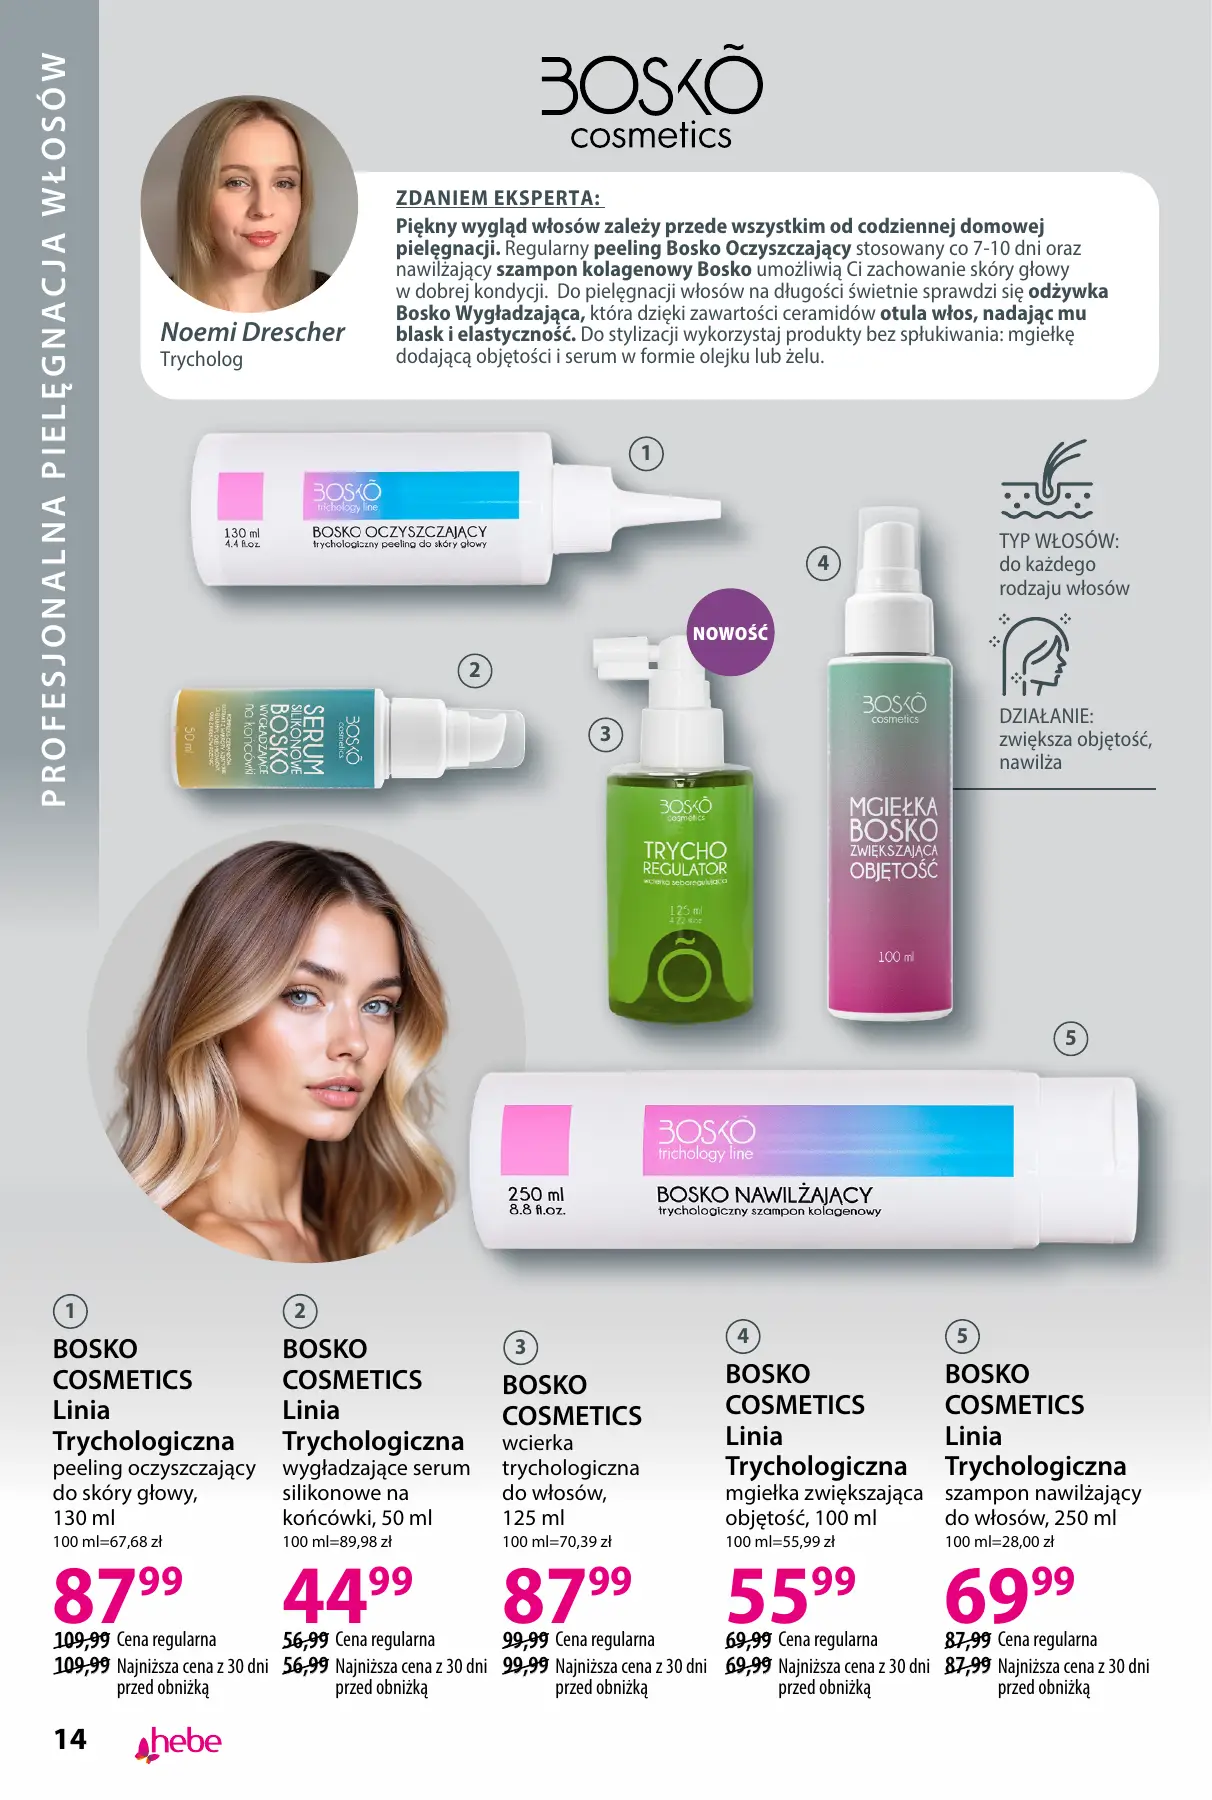 PROFESJONALNA PIELĘGNACJA WŁOSÓW
BOSKÕ
cosmetics
ZDANIEM EKSPERTA:
Piękny wygląd włosów zależy przede wszystkim od codziennej domowej
pielęgnacji. Regularny peeling Bosko Oczyszczający stosowany co 7-10 dni oraz
nawilżający szampon kolagenowy Bosko umożliwią Ci zachowanie skóry głowy
w dobrej kondycji. Do pielęgnacji włosów na długości świetnie sprawdzi się odżywka
Bosko Wygładzająca, która dzięki zawartości ceramidów otula włos, nadając mu
blask i elastyczność. Do stylizacji wykorzystaj produkty bez spłukiwania: mgiełkę
dodającą objętości i serum w formie olejku lub żelu.
Noemi Drescher
Trycholog
1
BOSKÕ
trichology line
130 ml
4.4 fl.oz.
BOSKO OCZYSZCZAJĄCY
trychologiczny peeling do skóry głowy
2
BOSKÕ
cosmetics
SERUM
SILIKONOWE
BOSKO
WYGŁADZAJĄCE
na końcówki
50 ml
NOWOŚĆ
3
BOSKÕ
cosmetics
TRYCHO
REGULATOR
wcierka seboregulująca
125 ml
4
BOSKÕ
cosmetics
MGIEŁKA
BOSKO
ZWIĘKSZAJĄCA
OBJĘTOŚĆ
100 ml
TYP WŁOSÓW:
do każdego
rodzaju włosów
DZIAŁANIE:
zwiększa objętość,
nawilża
5
BOSKÕ
trichology line
250 ml
8.8 fl.oz.
BOSKO NAWILŻAJĄCY
trychologiczny szampon kolagenowy
1
BOSKO
COSMETICS
Linia
Trychologiczna
peeling oczyszczający
do skóry głowy,
130 ml
100 ml=67,68 zł
87 99
109,99 Cena regularna
109,99 Najniższa cena z 30 dni
przed obniżką
2
BOSKO
COSMETICS
Linia
Trychologiczna
wygładzające serum
silikonowe na
końcówki, 50 ml
100 ml=89,98 zł
44 99
56,99 Cena regularna
56,99 Najniższa cena z 30 dni
przed obniżką
3
BOSKO
COSMETICS
wcierka
trychologiczna
do włosów,
125 ml
100 ml=70,39 zł
87 99
99,99 Cena regularna
99,99 Najniższa cena z 30 dni
przed obniżką
4
BOSKO
COSMETICS
Linia
Trychologiczna
mgiełka zwiększająca
objętość, 100 ml
100 ml=55,99 zł
55 99
69,99 Cena regularna
69,99 Najniższa cena z 30 dni
przed obniżką
5
BOSKO
COSMETICS
Linia
Trychologiczna
szampon nawilżający
do włosów, 250 ml
100 ml=28,00 zł
69 99
87,99 Cena regularna
87,99 Najniższa cena z 30 dni
przed obniżką
14
hebe